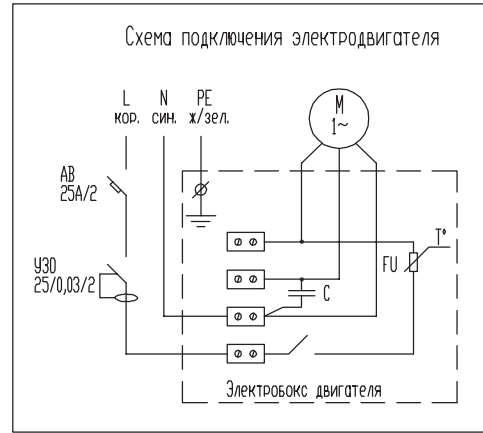 Схема подключения электродвигателя
L N PE
кор. син. ж/зел.
М
1~
АВ
25А/2
УЗО
25/0,03/2
T°
FU
C
Электробокс двигателя